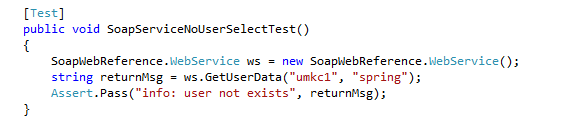 [Test]
public void SoapServiceNoUserSelectTest()
{
    SoapWebReference.WebService ws = new SoapWebReference.WebService();
    string returnMsg = ws.GetUserData("umkc1", "spring");
    Assert.Pass("info: user not exists", returnMsg);
}